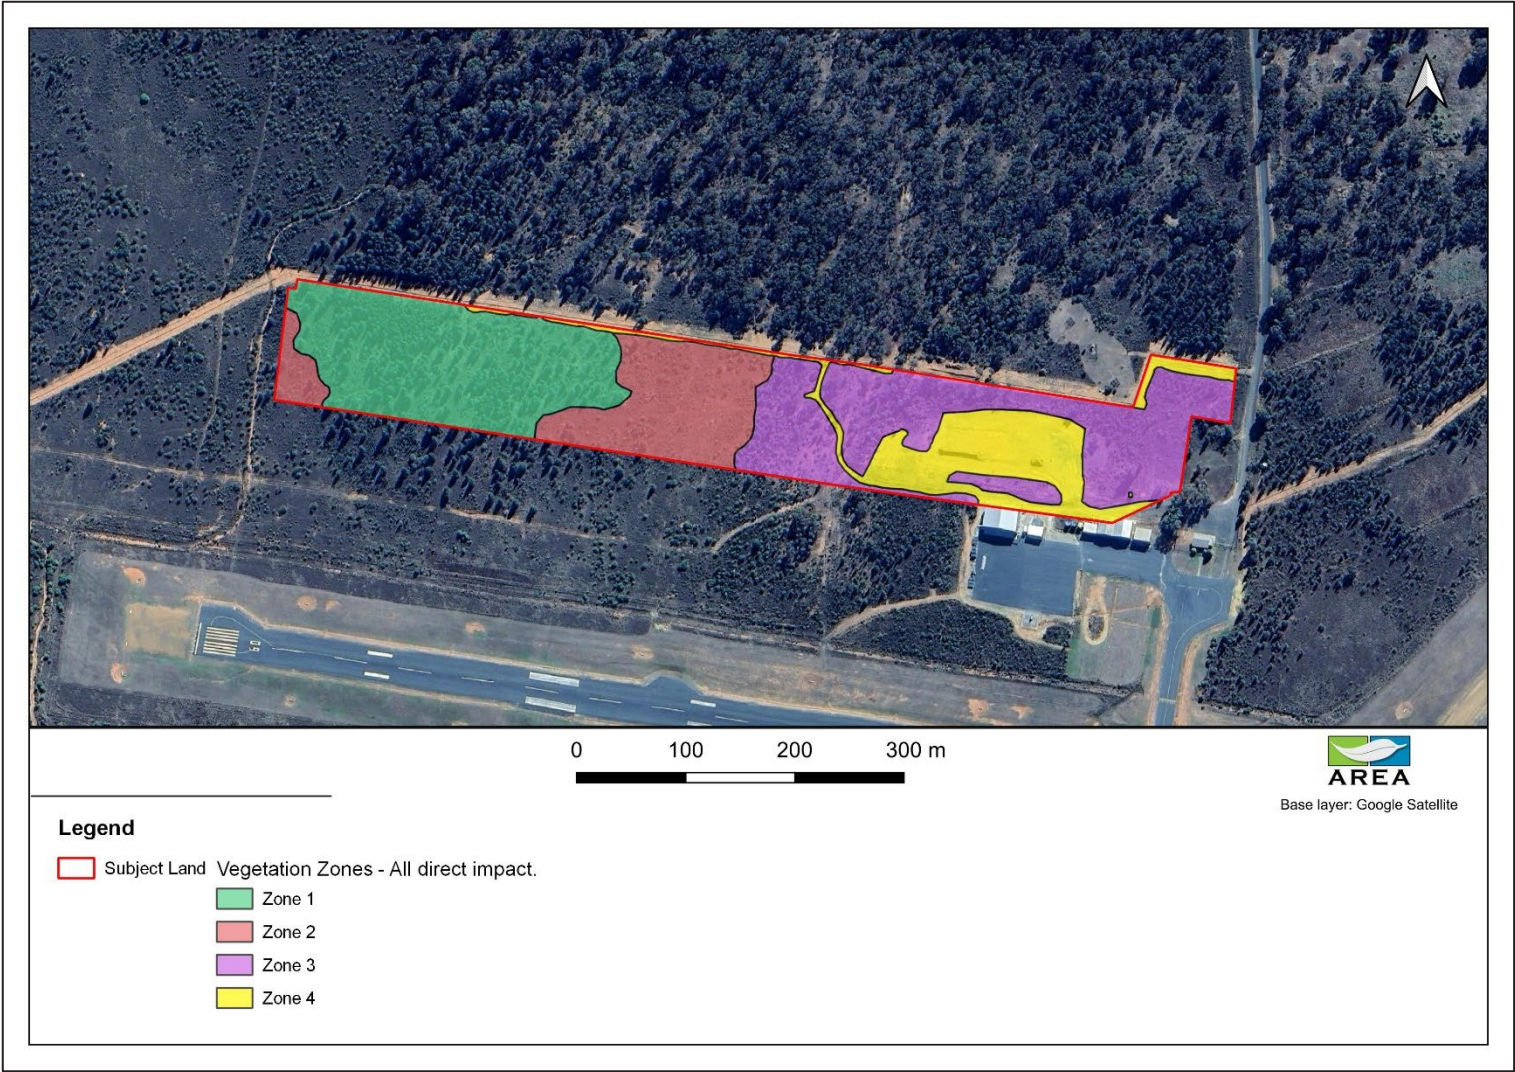 0 100 200 300 m
AREA
Base layer: Google Satellite
Legend
Subject Land Vegetation Zones - All direct impact.
Zone 1
Zone 2
Zone 3
Zone 4